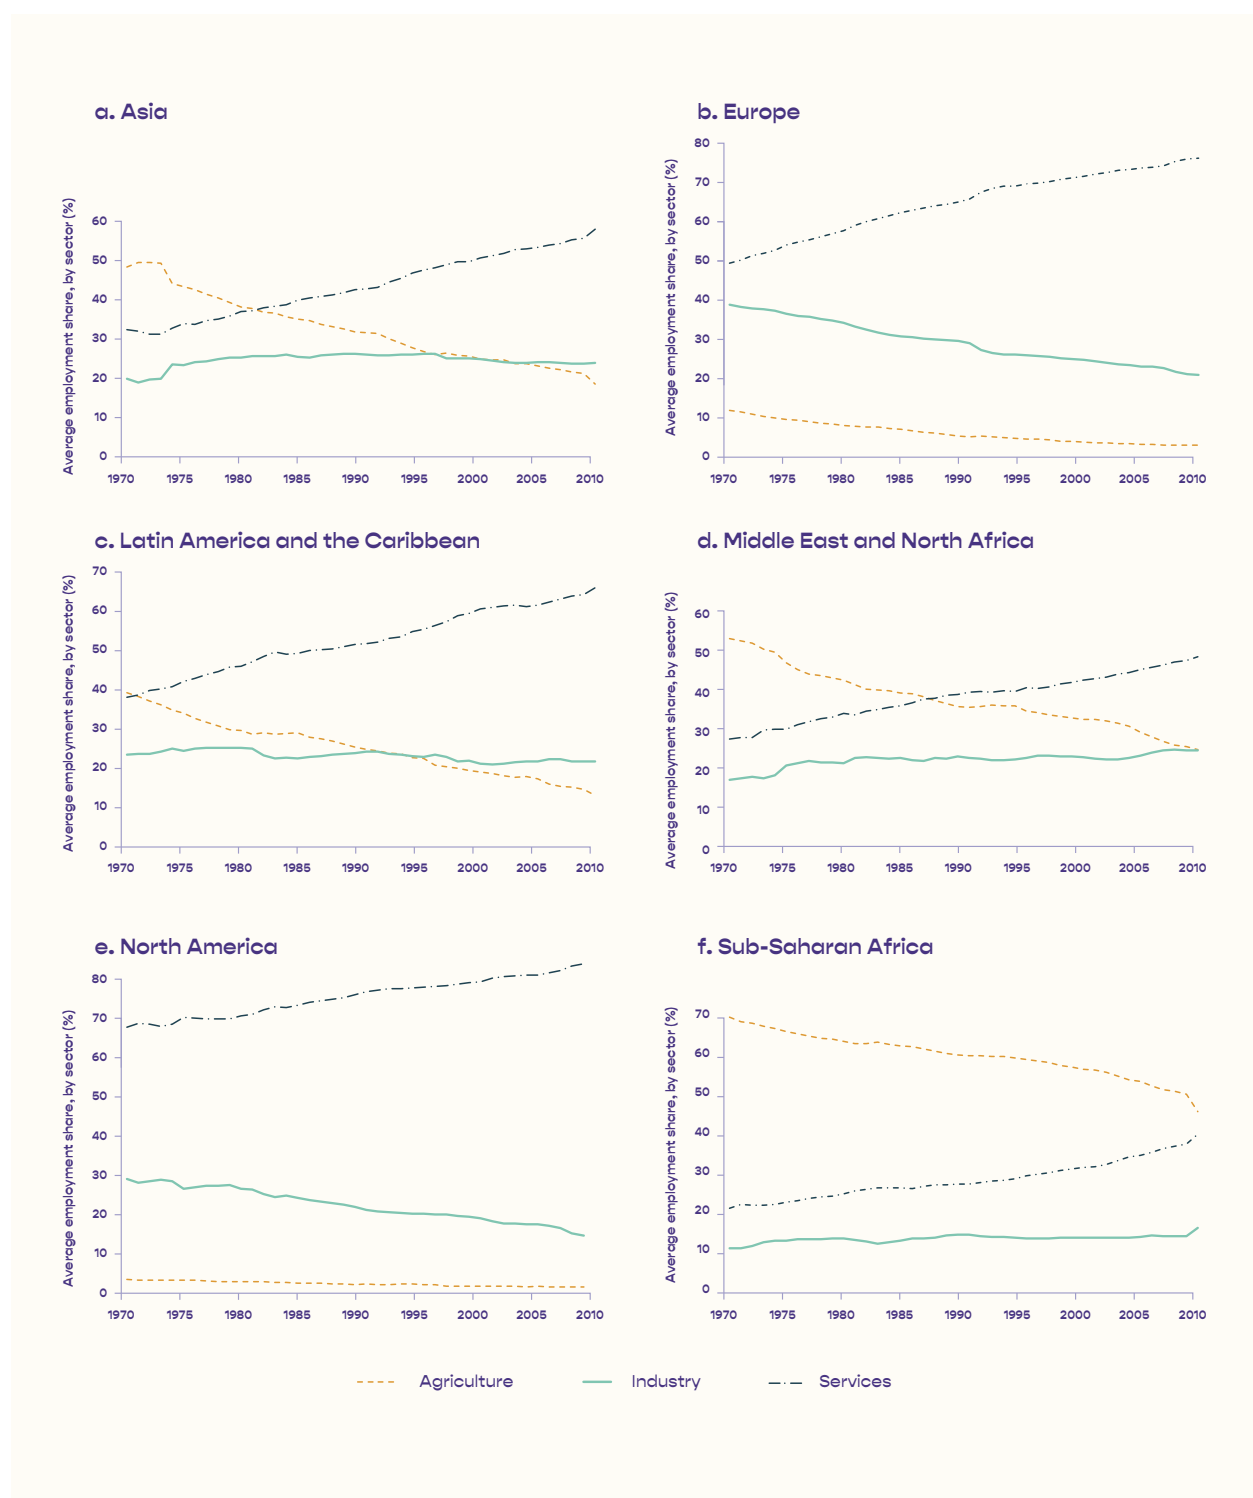 a. Asia
Average employment share, by sector (%)
60
50
40
30
20
10
0
1970 1975 1980 1985 1990 1995 2000 2005 2010
b. Europe
Average employment share, by sector (%)
80
70
60
50
40
30
20
10
0
1970 1975 1980 1985 1990 1995 2000 2005 2010
c. Latin America and the Caribbean
Average employment share, by sector (%)
70
60
50
40
30
20
10
0
1970 1975 1980 1985 1990 1995 2000 2005 2010
d. Middle East and North Africa
Average employment share, by sector (%)
60
50
40
30
20
10
0
1970 1975 1980 1985 1990 1995 2000 2005 2010
e. North America
Average employment share, by sector (%)
80
70
60
50
40
30
20
10
0
1970 1975 1980 1985 1990 1995 2000 2005 2010
f. Sub-Saharan Africa
Average employment share, by sector (%)
70
60
50
40
30
20
10
0
1970 1975 1980 1985 1990 1995 2000 2005 2010
Agriculture Industry Services